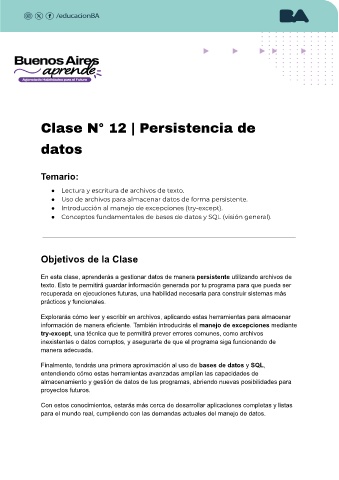 /educacionBA
BA
Buenos Aires
aprende
Clase N° 12 | Persistencia de
datos
Temario:
● Lectura y escritura de archivos de texto.
● Uso de archivos para almacenar datos de forma persistente.
● Introducción al manejo de excepciones (try-except).
● Conceptos fundamentales de bases de datos y SQL (visión general).
Objetivos de la Clase
En esta clase, aprenderás a gestionar datos de manera persistente utilizando archivos de
texto. Esto te permitirá guardar información generada por tu programa para que pueda ser
recuperada en ejecuciones futuras, una habilidad necesaria para construir sistemas más
prácticos y funcionales.
Explorarás cómo leer y escribir en archivos, aplicando estas herramientas para almacenar
información de manera eficiente. También introducirás el manejo de excepciones mediante
try-except, una técnica que te permitirá prever errores comunes, como archivos
inexistentes o datos corruptos, y asegurarte de que el programa siga funcionando de
manera adecuada.
Finalmente, tendrás una primera aproximación al uso de bases de datos y SQL,
entendiendo cómo estas herramientas avanzadas amplían las capacidades de
almacenamiento y gestión de datos de tus programas, abriendo nuevas posibilidades para
proyectos futuros.
Con estos conocimientos, estarás más cerca de desarrollar aplicaciones completas y listas
para el mundo real, cumpliendo con las demandas actuales del manejo de datos.